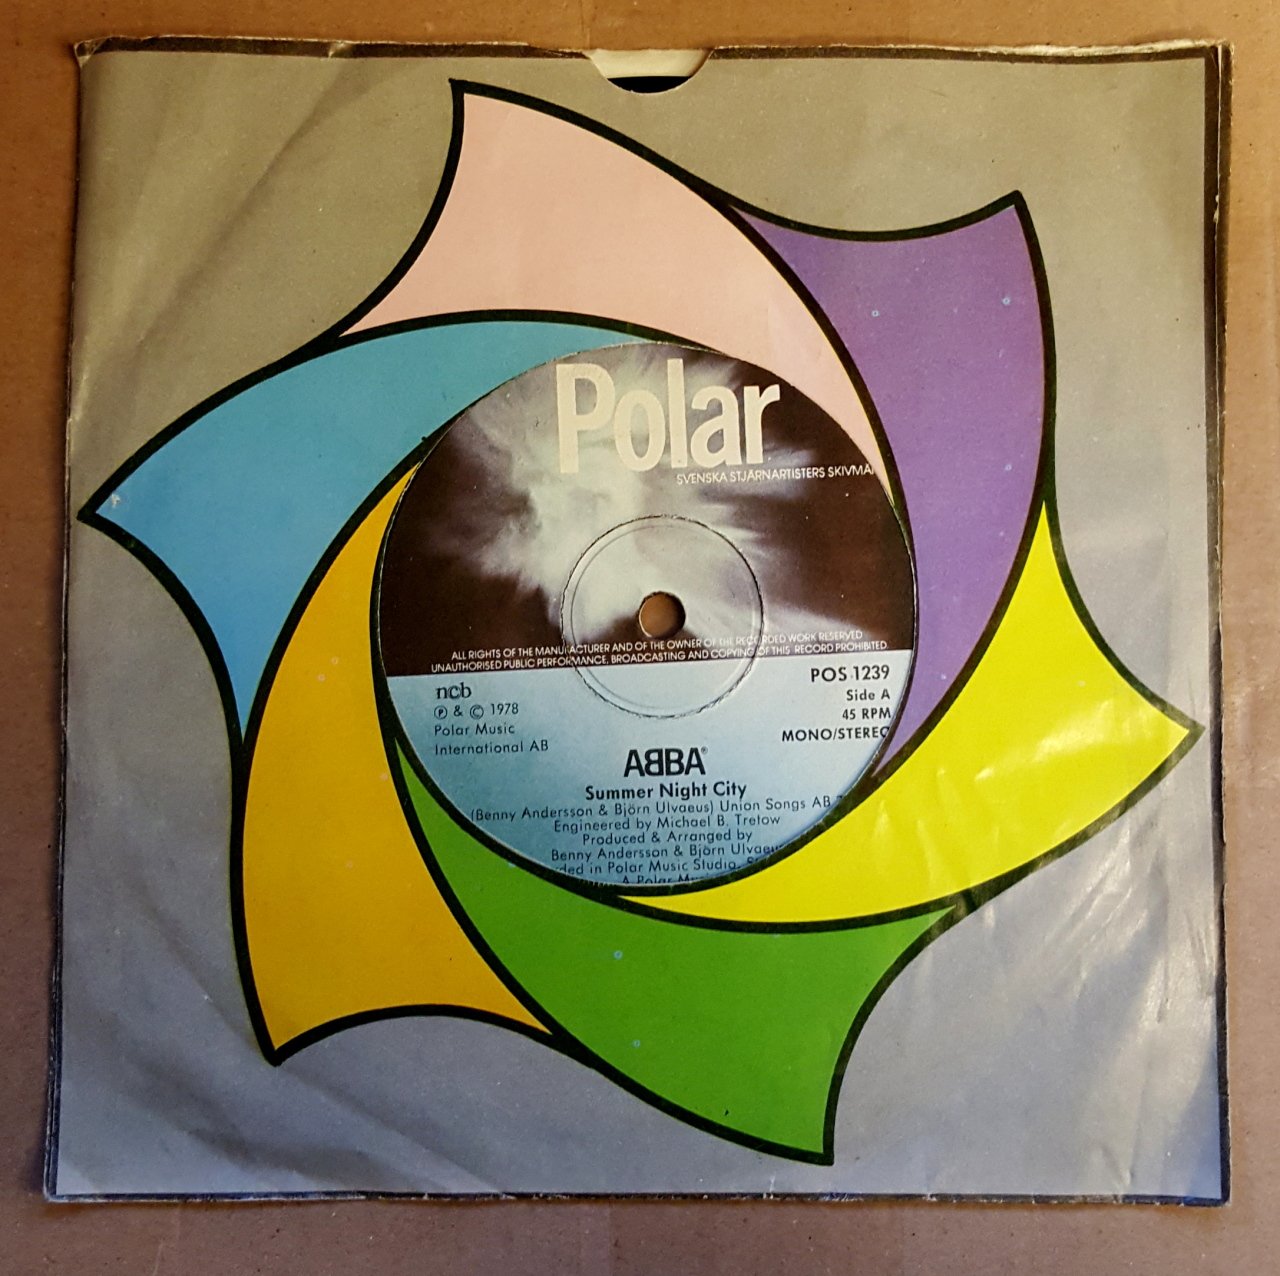 Polar
SVENSKA STJÄRNARTISTERS
ALL RIGHTS OF THE MANUFACTURER AND OF THE OWNER OF THE RECORDED WORK RESERVED
UNAUTHORISED PUBLIC PERFORMANCE, BROADCASTING AND COPYING OF THIS RECORD PROHIBITED
ncb
℗ & © 1978
Polar Music
International AB
POS 1239
Side A
45 RPM
MONO/STEREO
ABBA®
Summer Night City
(Benny Andersson & Björn Ulvaeus) Union Songs AB
Engineered by Michael B. Tretow
Produced & Arranged by
Benny Andersson & Björn Ulvaeus
in Polar Music Studio,
A Polar